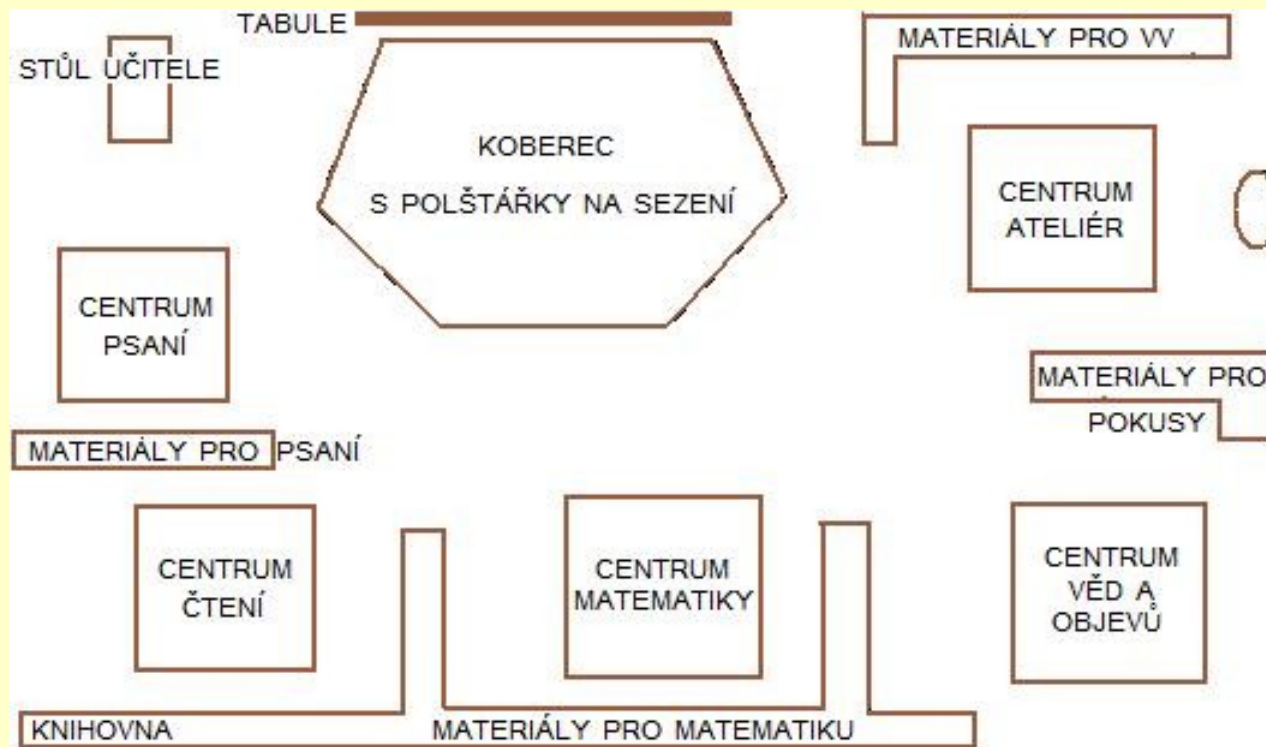 TABULE
MATERIÁLY PRO VV
STŮL UČITELE
KOBEREC
S POLŠTÁŘKY NA SEZENÍ
CENTRUM
ATELIÉR
CENTRUM
PSANÍ
MATERIÁLY PRO
POKUSY
MATERIÁLY PRO PSANÍ
CENTRUM
ČTENÍ
CENTRUM
MATEMATIKY
CENTRUM
VĚD A
OBJEVŮ
KNIHOVNA
MATERIÁLY PRO MATEMATIKU